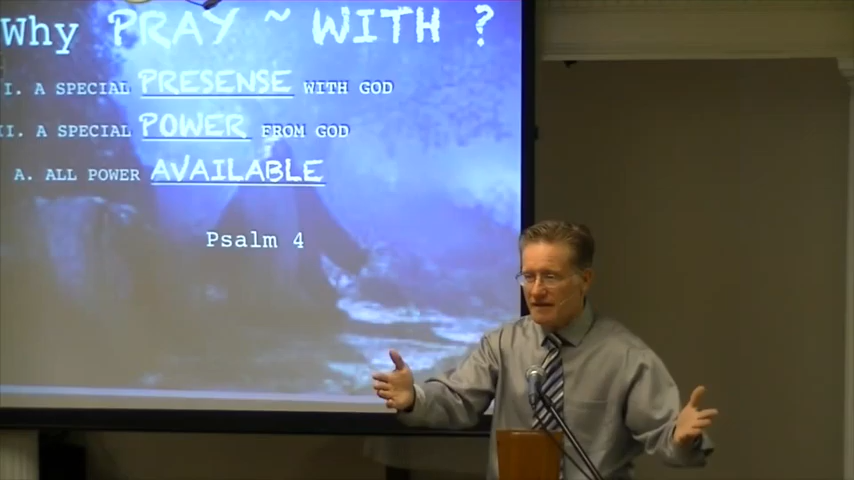 Why PRAY ~ WITH ?
I. A SPECIAL PRESENSE WITH GOD
II. A SPECIAL POWER FROM GOD
A. ALL POWER AVAILABLE
Psalm 4